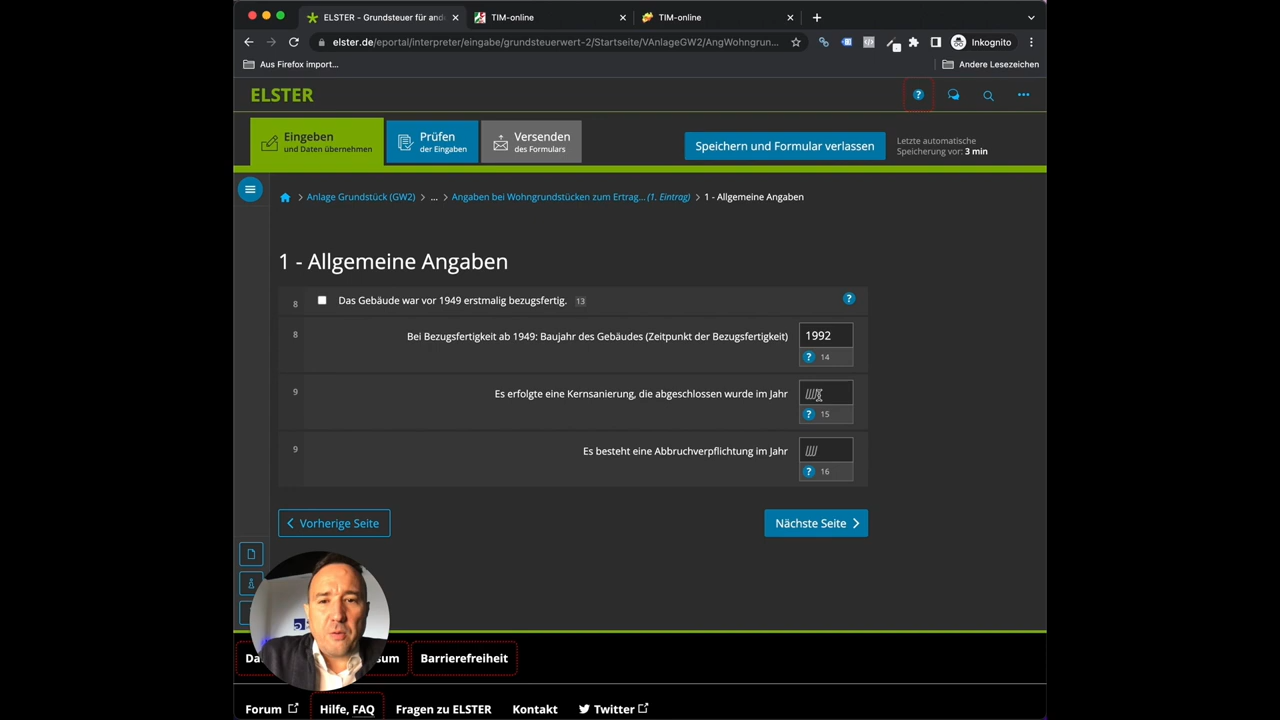 ELSTER - Grundsteuer für and
TIM-online
TIM-online
elster.de/eportal/interpreter/eingabe/grundsteuerwert-2/Startseite/VAnlageGW2/AngWohngrun...
Inkognito
Aus Firefox import...
Andere Lesezeichen
ELSTER
Eingeben
und Daten übernehmen
Prüfen
der Eingaben
Versenden
des Formulars
Speichern und Formular verlassen
Letzte automatische
Speicherung vor: 3 min
Anlage Grundstück (GW2) ... Angaben bei Wohngrundstücken zum Ertrag... (1. Eintrag) 1 - Allgemeine Angaben
1 - Allgemeine Angaben
8 Das Gebäude war vor 1949 erstmalig bezugsfertig. 13 ?
8 Bei Bezugsfertigkeit ab 1949: Baujahr des Gebäudes (Zeitpunkt der Bezugsfertigkeit) 1992
? 14
9 Es erfolgte eine Kernsanierung, die abgeschlossen wurde im Jahr
? 15
9 Es besteht eine Abbruchverpflichtung im Jahr
? 16
Vorherige Seite
Nächste Seite
Barrierefreiheit
Forum
Hilfe, FAQ
Fragen zu ELSTER
Kontakt
Twitter